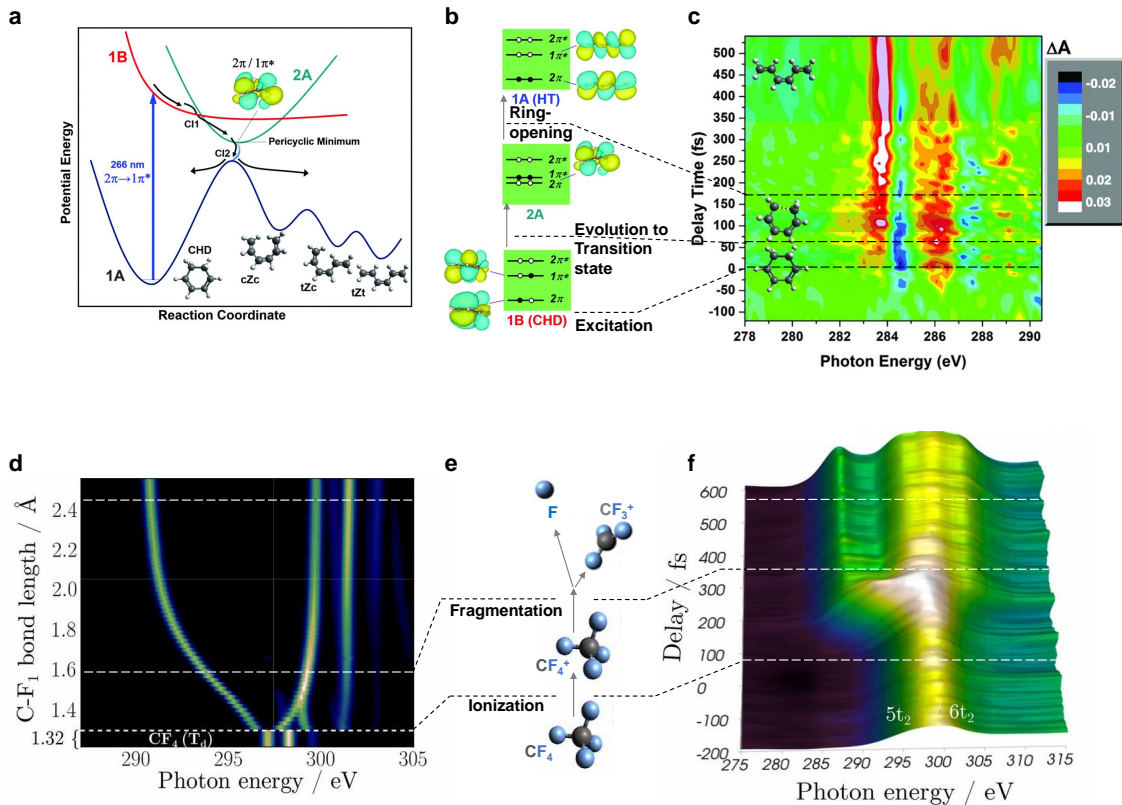 a
1B
2π / 1π*
2A
CI1
Pericyclic Minimum
CI2
266 nm
2π→1π*
CHD
1A
cZc
tZc
tZt
Potential Energy
Reaction Coordinate
b
2π*
1π*
2π
1A (HT)
Ring-
opening
2π*
1π*
2π
2A
Evolution to
Transition
state
2π*
1π*
2π
1B (CHD)
Excitation
c
Delay Time (fs)
500
450
400
350
300
250
200
150
100
50
0
-50
-100
278 280 282 284 286 288 290
Photon Energy (eV)
ΔA
-0.02
-0.01
0.01
0.02
0.03
d
C-F₁ bond length / Å
2.4
2.2
2.0
1.8
1.6
1.4
1.32 {
CF₄ (T_d)
290 295 300 305
Photon energy / eV
e
F
CF₃⁺
Fragmentation
CF₄⁺
Ionization
CF₄
f
Delay / fs
600
500
400
300
200
100
0
-100
-200
5t₂ / 6t₂
275 280 285 290 295 300 305 310 315
Photon energy / eV